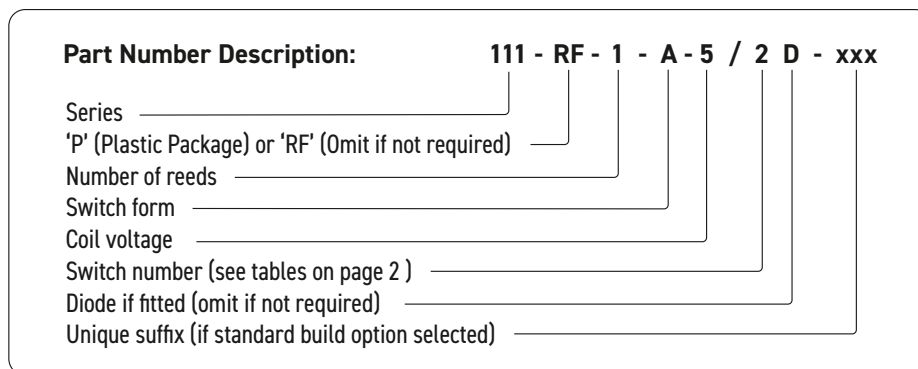 Part Number Description: 111 - RF - 1 - A - 5 / 2 D - xxx
Series
‘P’ (Plastic Package) or ‘RF’ (Omit if not required)
Number of reeds
Switch form
Coil voltage
Switch number (see tables on page 2 )
Diode if fitted (omit if not required)
Unique suffix (if standard build option selected)